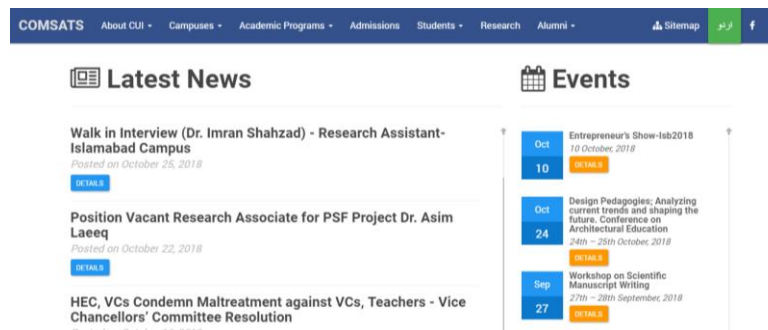 COMSATS About CUI Campuses Academic Programs Admissions Students Research Alumni Sitemap اردو f
Latest News
Events
Walk in Interview (Dr. Imran Shahzad) - Research Assistant-
Islamabad Campus
Posted on October 25, 2018
DETAILS
Position Vacant Research Associate for PSF Project Dr. Asim
Laeeq
Posted on October 22, 2018
DETAILS
HEC, VCs Condemn Maltreatment against VCs, Teachers - Vice
Chancellors' Committee Resolution
Oct
10
Entrepreneur's Show-Isb2018
10 October, 2018
DETAILS
Oct
24
Design Pedagogies; Analyzing
current trends and shaping the
future. Conference on
Architectural Education
24th – 25th October, 2018
DETAILS
Sep
27
Workshop on Scientific
Manuscript Writing
27th – 28th September, 2018
DETAILS